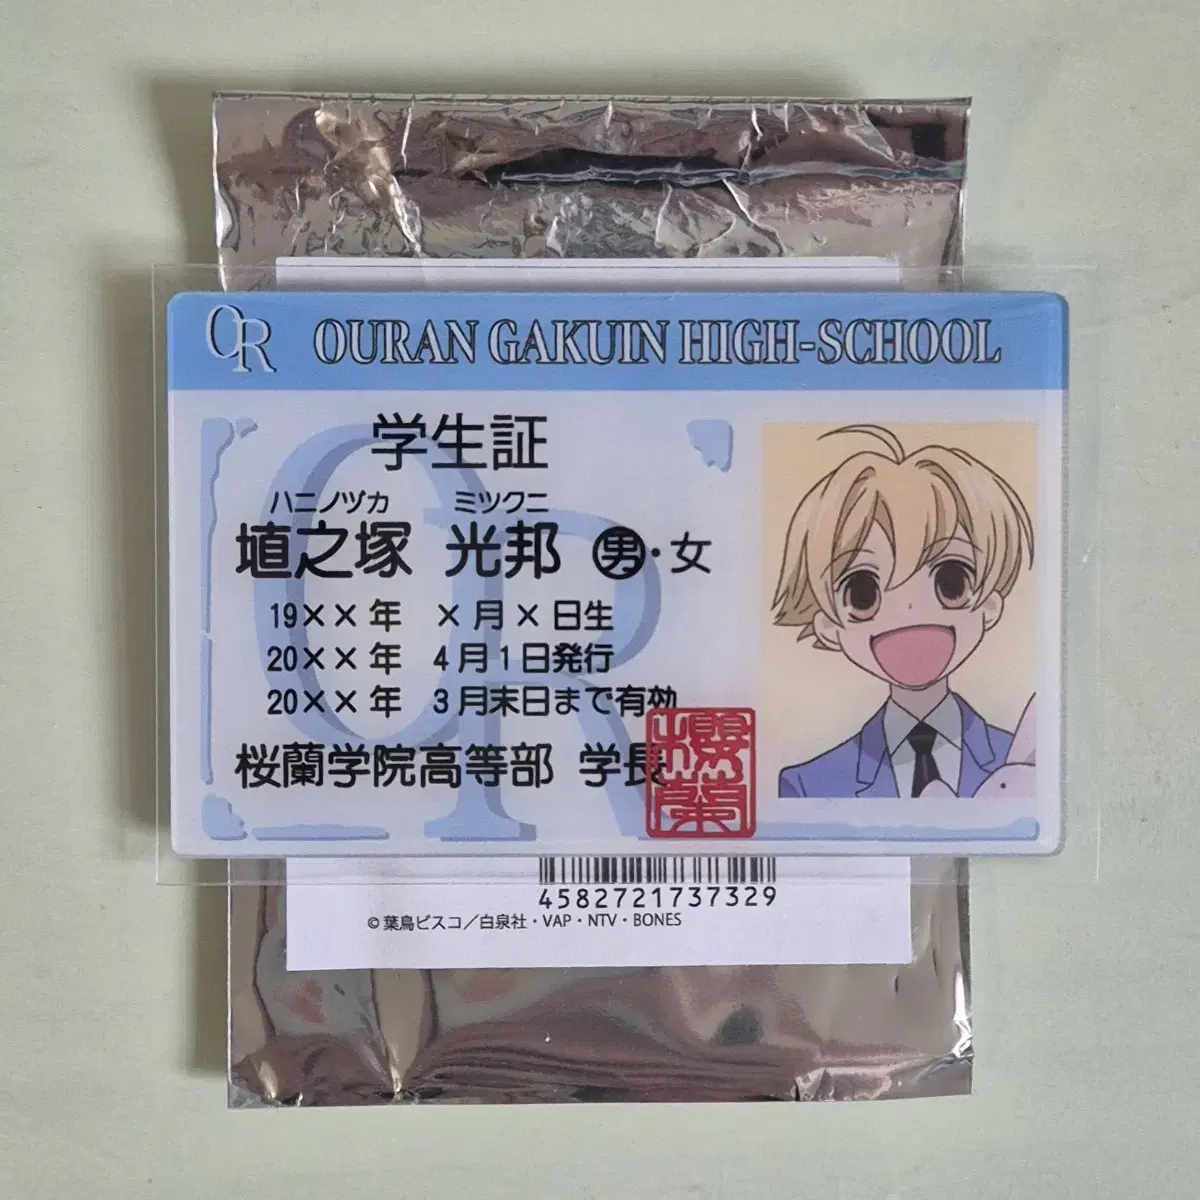 OR OURAN GAKUIN HIGH-SCHOOL
学生証
ハニノヅカ ミツクニ
埴之塚 光邦 男・女
19××年 ×月×日生
20××年 4月1日発行
20××年 3月末日まで有効
桜蘭学院高等部 学長
櫻蘭
4582721737329
©葉鳥ビスコ/白泉社・VAP・NTV・BONES